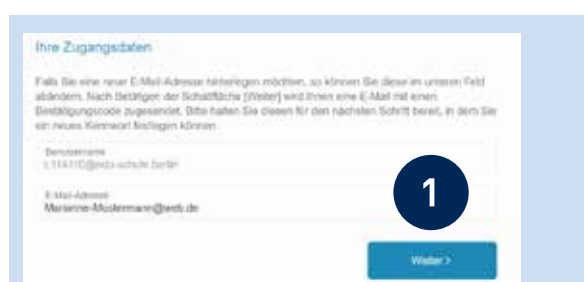 Ihre Zugangsdaten
Falls Sie eine neue E-Mail-Adresse hinterlegen möchten, so können Sie diese im unteren Feld
abändern. Nach Betätigen der Schaltfläche [Weiter] wird Ihnen eine E-Mail mit einen
Bestätigungscode zugesendet. Bitte halten Sie diesen für den nächsten Schritt bereit, in dem Sie
ein neues Kennwort festlegen können.
Benutzername
E-Mail-Adresse
Marianne-Mustermann@web.de
1
Weiter >